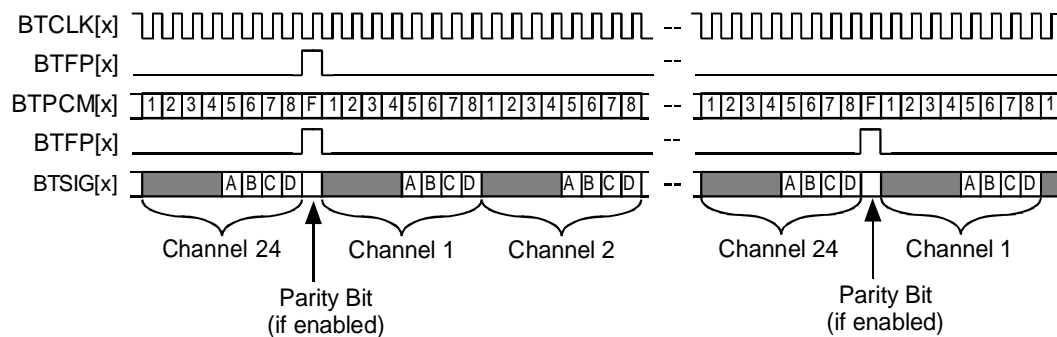 BTCLK[x] -- 
BTFP[x] --
BTPCM[x] 1 2 3 4 5 6 7 8 F 1 2 3 4 5 6 7 8 1 2 3 4 5 6 7 8 -- 1 2 3 4 5 6 7 8 F 1 2 3 4 5 6 7 8 1
BTFP[x] --
BTSIG[x] A B C D A B C D A B C D -- A B C D A B C D
Channel 24 Channel 1 Channel 2 Channel 24 Channel 1
Parity Bit Parity Bit
(if enabled) (if enabled)